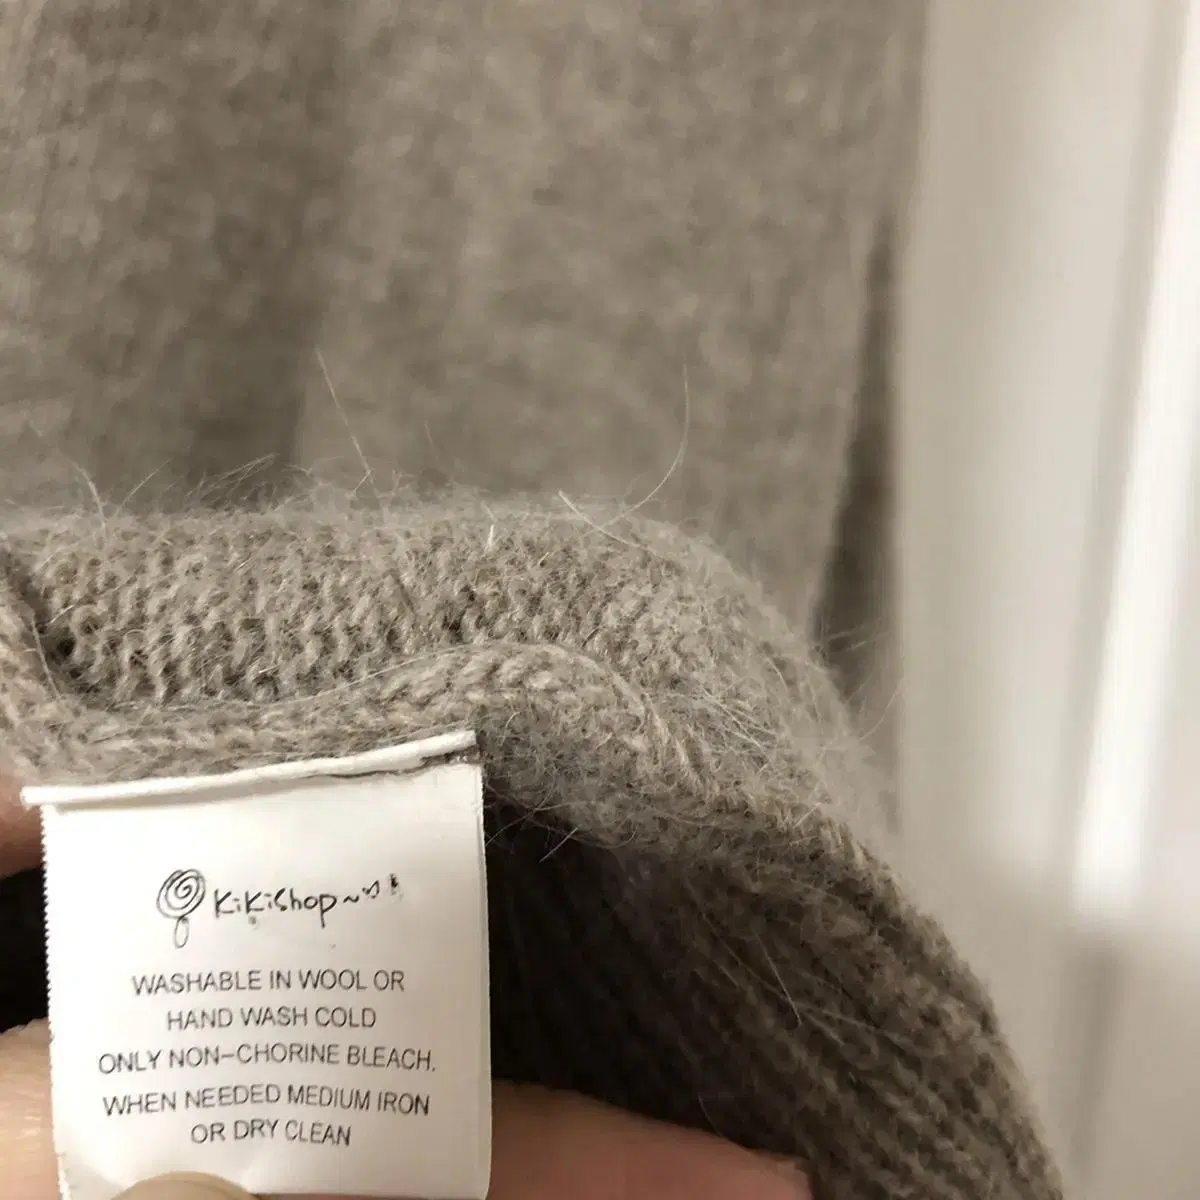 KiKiShop~♡!
WASHABLE IN WOOL OR
HAND WASH COLD
ONLY NON-CHORINE BLEACH,
WHEN NEEDED MEDIUM IRON
OR DRY CLEAN